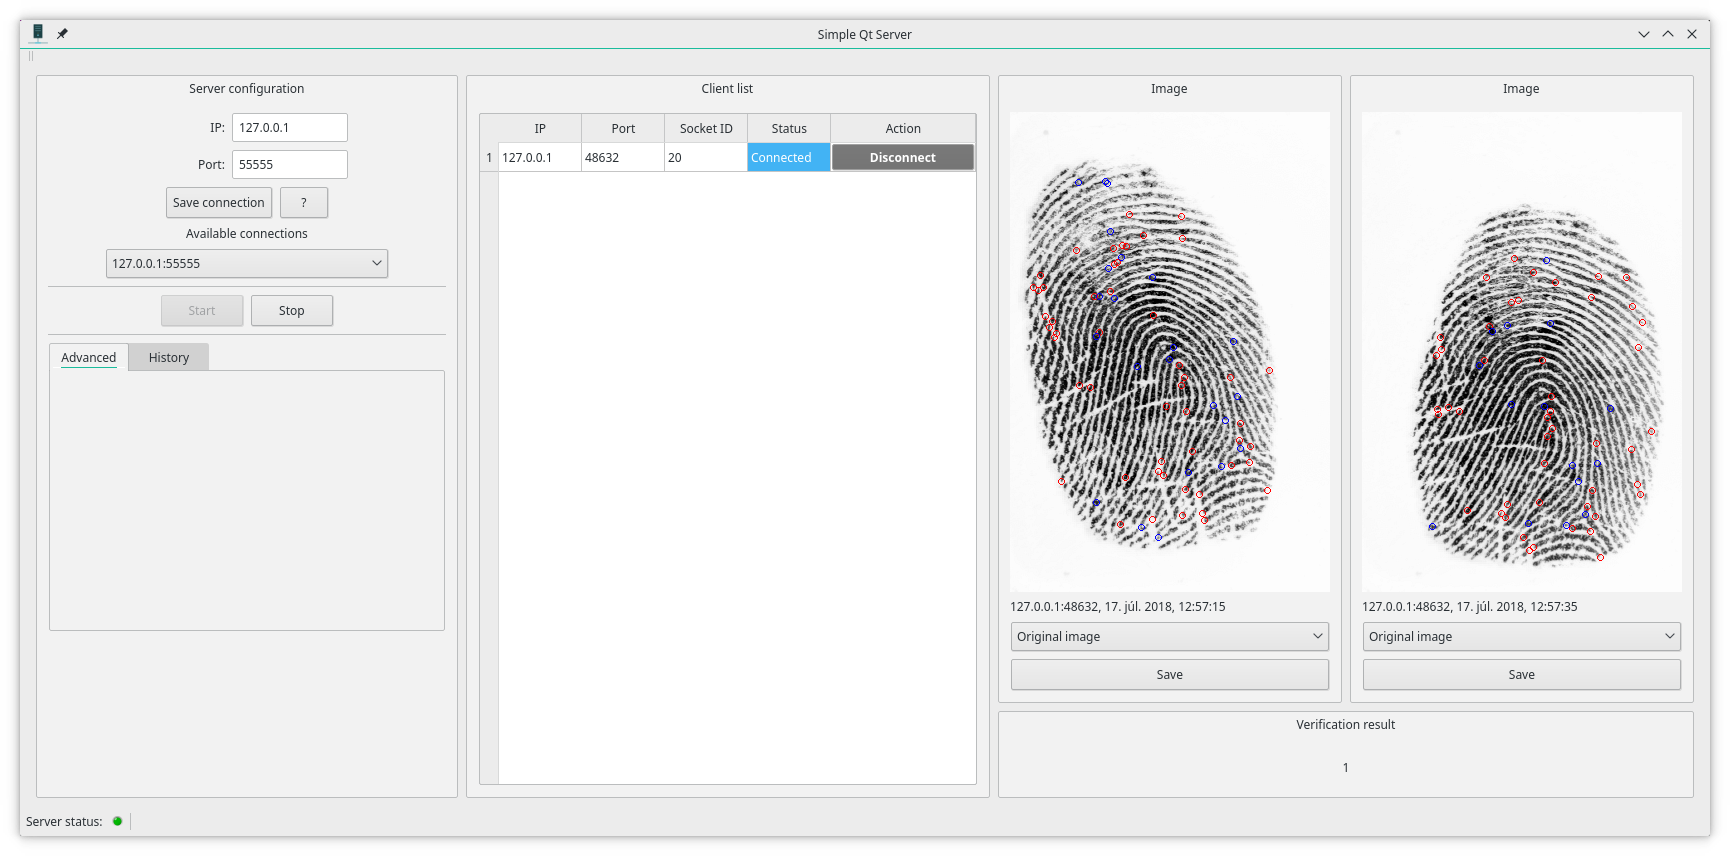 Simple Qt Server
Server configuration
IP: 127.0.0.1
Port: 55555
Save connection ?
Available connections
127.0.0.1:55555
Start Stop
Advanced History
Client list
IP Port Socket ID Status Action
1 127.0.0.1 48632 20 Connected Disconnect
Image
127.0.0.1:48632, 17. júl. 2018, 12:57:15
Original image
Save
Image
127.0.0.1:48632, 17. júl. 2018, 12:57:35
Original image
Save
Verification result
1
Server status: